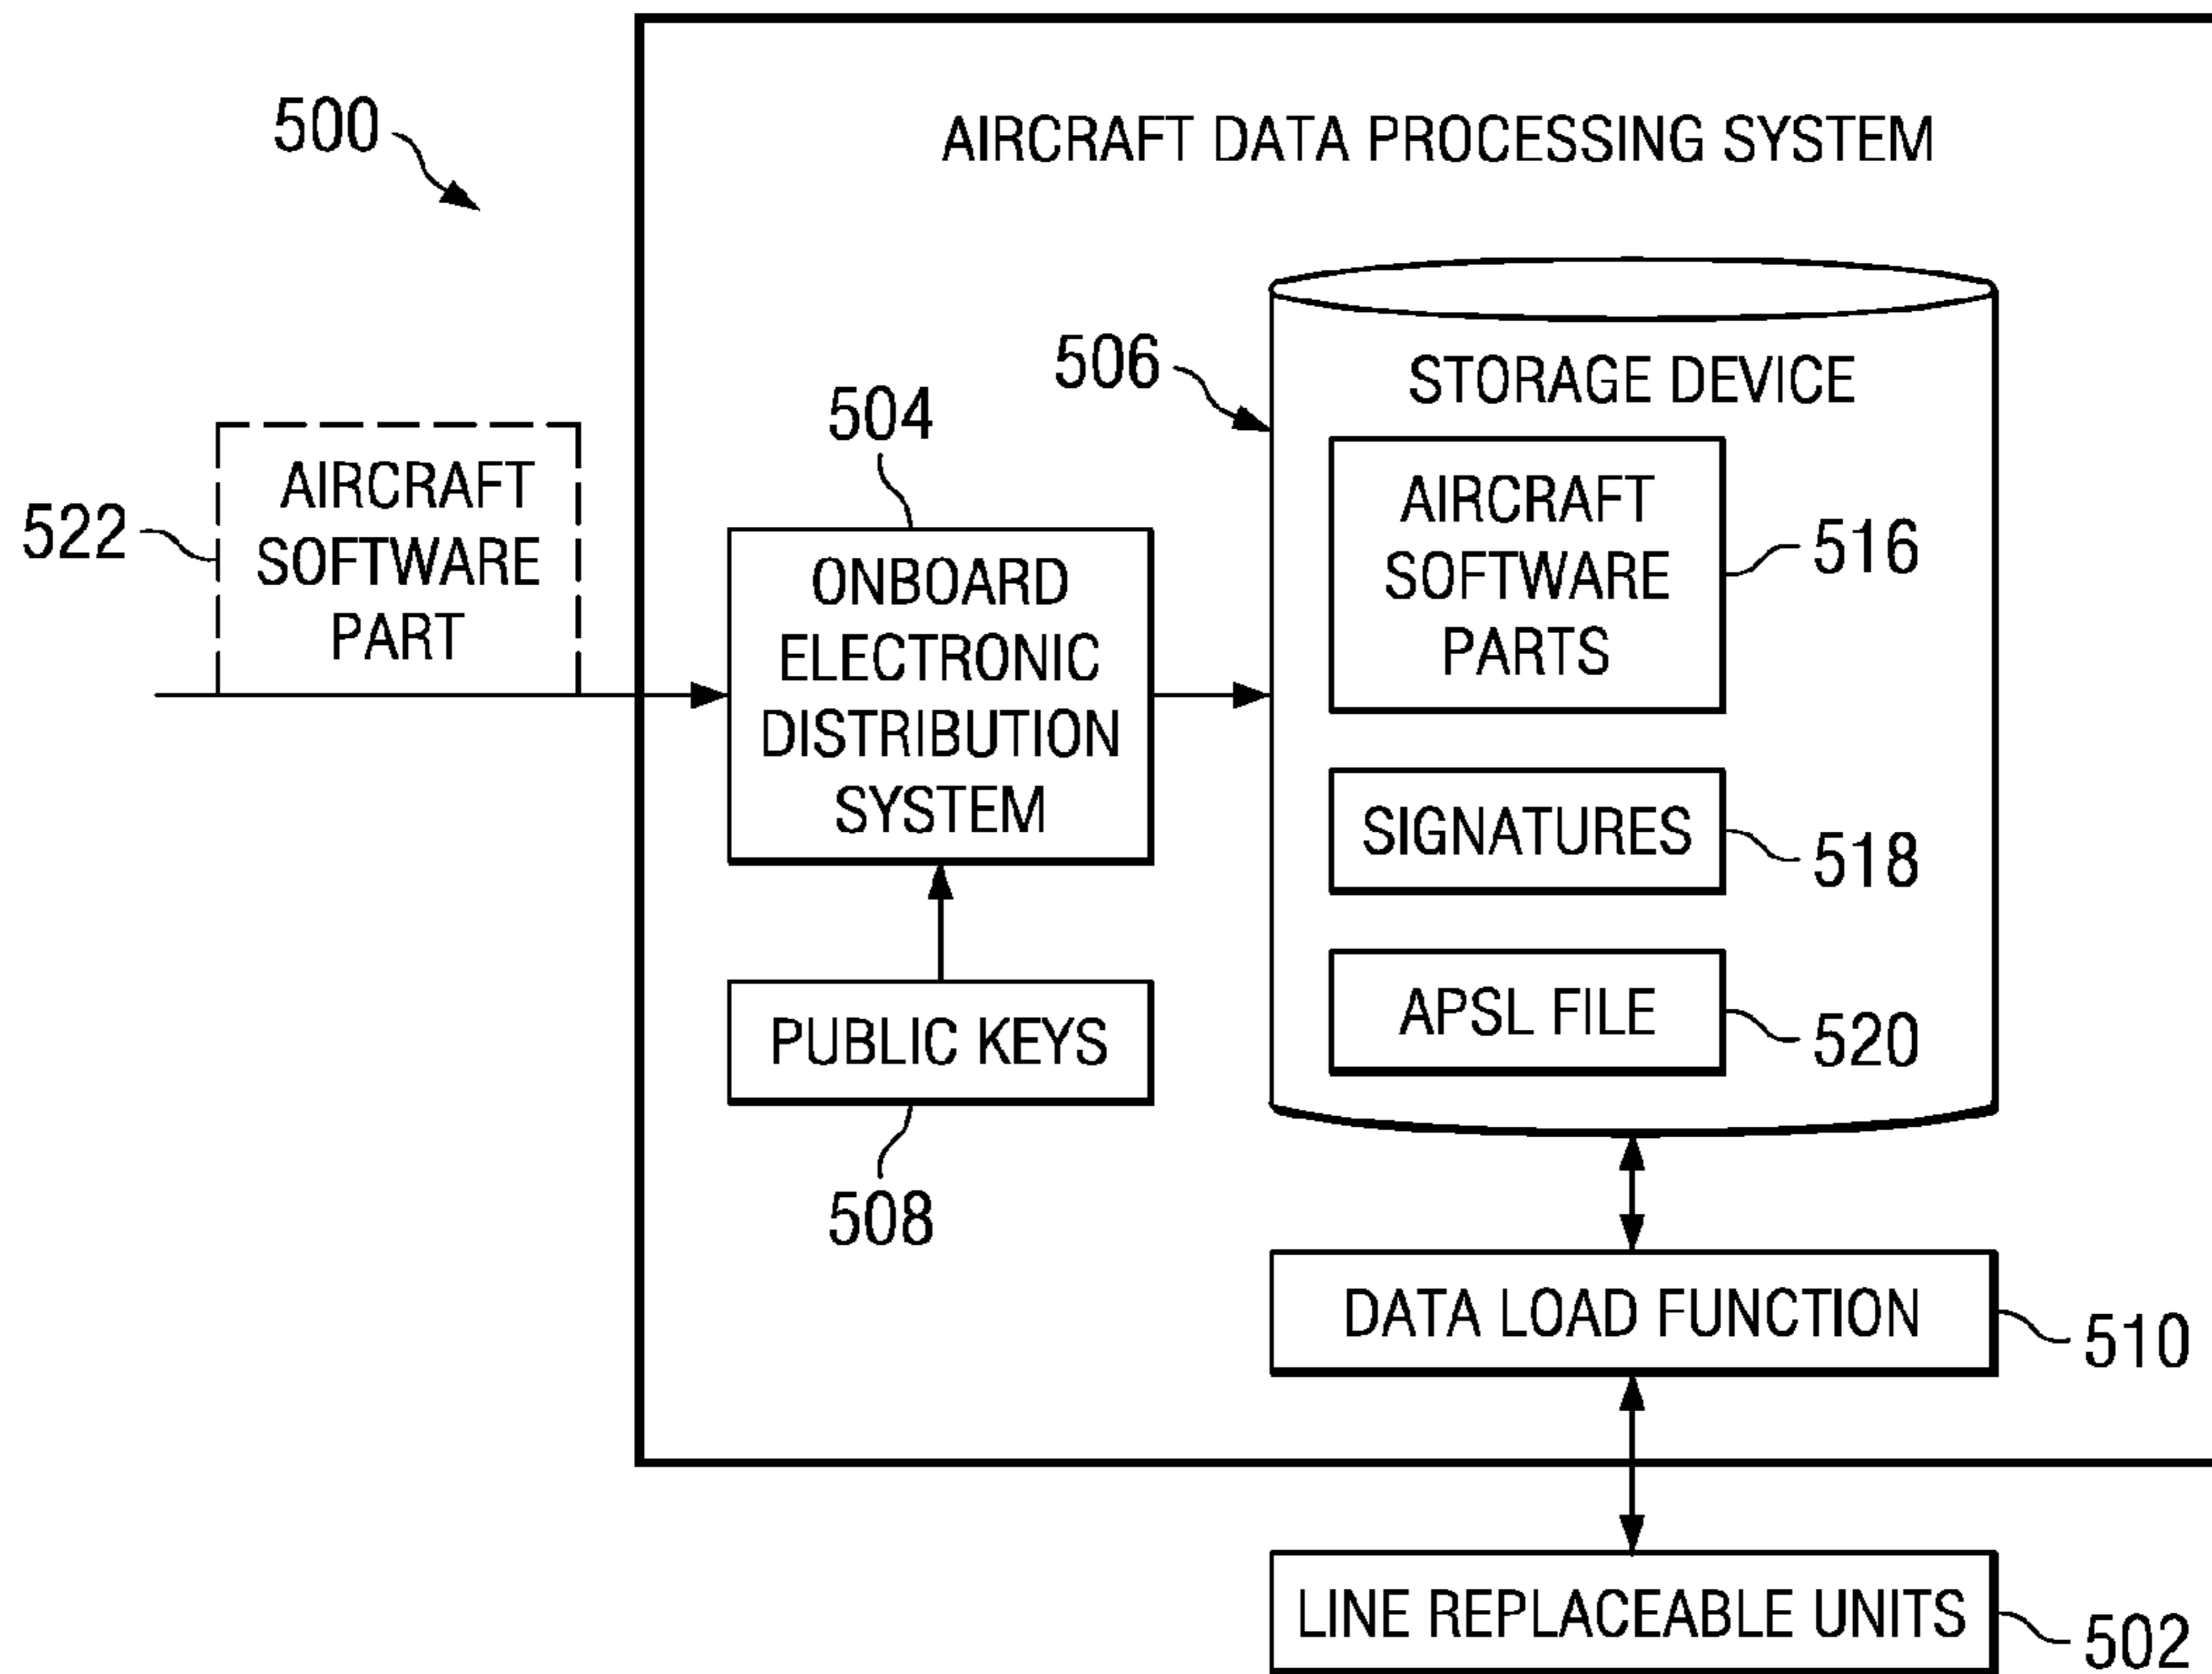 500
AIRCRAFT DATA PROCESSING SYSTEM
506
STORAGE DEVICE
504
522
AIRCRAFT
SOFTWARE
PART
ONBOARD
ELECTRONIC
DISTRIBUTION
SYSTEM
AIRCRAFT
SOFTWARE
PARTS
516
SIGNATURES
518
APSL FILE
520
PUBLIC KEYS
508
DATA LOAD FUNCTION
510
LINE REPLACEABLE UNITS
502